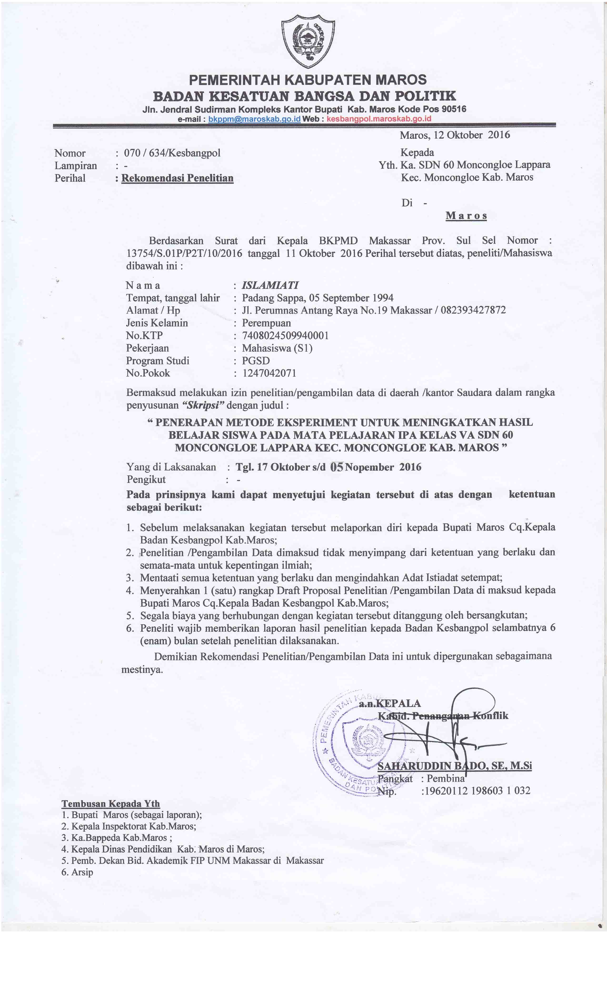 PEMERINTAH KABUPATEN MAROS
BADAN KESATUAN BANGSA DAN POLITIK
Jln. Jendral Sudirman Kompleks Kantor Bupati Kab. Maros Kode Pos 90516
e-mail : bkppm@maroskab.go.id Web : kesbangpol.maroskab.go.id
Maros, 12 Oktober 2016
Nomor : 070 / 634/Kesbangpol
Lampiran : -
Perihal : Rekomendasi Penelitian
Kepada
Yth. Ka. SDN 60 Moncongloe Lappara
Kec. Moncongloe Kab. Maros
Di -
M a r o s
Berdasarkan Surat dari Kepala BKPMD Makassar Prov. Sul Sel Nomor :
13754/S.01P/P2T/10/2016 tanggal 11 Oktober 2016 Perihal tersebut diatas, peneliti/Mahasiswa
dibawah ini :
N a m a : ISLAMIATI
Tempat, tanggal lahir : Padang Sappa, 05 September 1994
Alamat / Hp : Jl. Perumnas Antang Raya No.19 Makassar / 082393427872
Jenis Kelamin : Perempuan
No.KTP : 7408024509940001
Pekerjaan : Mahasiswa (S1)
Program Studi : PGSD
No.Pokok : 1247042071
Bermaksud melakukan izin penelitian/pengambilan data di daerah /kantor Saudara dalam rangka
penyusunan “Skripsi” dengan judul :
“ PENERAPAN METODE EKSPERIMENT UNTUK MENINGKATKAN HASIL
BELAJAR SISWA PADA MATA PELAJARAN IPA KELAS VA SDN 60
MONCONGLOE LAPPARA KEC. MONCONGLOE KAB. MAROS ”
Yang di Laksanakan : Tgl. 17 Oktober s/d 05 Nopember 2016
Pengikut : -
Pada prinsipnya kami dapat menyetujui kegiatan tersebut di atas dengan ketentuan
sebagai berikut:
1. Sebelum melaksanakan kegiatan tersebut melaporkan diri kepada Bupati Maros Cq.Kepala
Badan Kesbangpol Kab.Maros;
2. Penelitian /Pengambilan Data dimaksud tidak menyimpang dari ketentuan yang berlaku dan
semata-mata untuk kepentingan ilmiah;
3. Mentaati semua ketentuan yang berlaku dan mengindahkan Adat Istiadat setempat;
4. Menyerahkan 1 (satu) rangkap Draft Proposal Penelitian /Pengambilan Data di maksud kepada
Bupati Maros Cq.Kepala Badan Kesbangpol Kab.Maros;
5. Segala biaya yang berhubungan dengan kegiatan tersebut ditanggung oleh bersangkutan;
6. Peneliti wajib memberikan laporan hasil penelitian kepada Badan Kesbangpol selambatnya 6
(enam) bulan setelah penelitian dilaksanakan.
Demikian Rekomendasi Penelitian/Pengambilan Data ini untuk dipergunakan sebagaimana
mestinya.
a.n.KEPALA
Kabid. Penanganan Konflik
PEMERINTAH
BADAN KESATUAN
DAN
SAHARUDDIN BADO, SE, M.Si
Pangkat : Pembina
Nip. :19620112 198603 1 032
Tembusan Kepada Yth
1. Bupati Maros (sebagai laporan);
2. Kepala Inspektorat Kab.Maros;
3. Ka.Bappeda Kab.Maros ;
4. Kepala Dinas Pendidikan Kab. Maros di Maros;
5. Pemb. Dekan Bid. Akademik FIP UNM Makassar di Makassar
6. Arsip